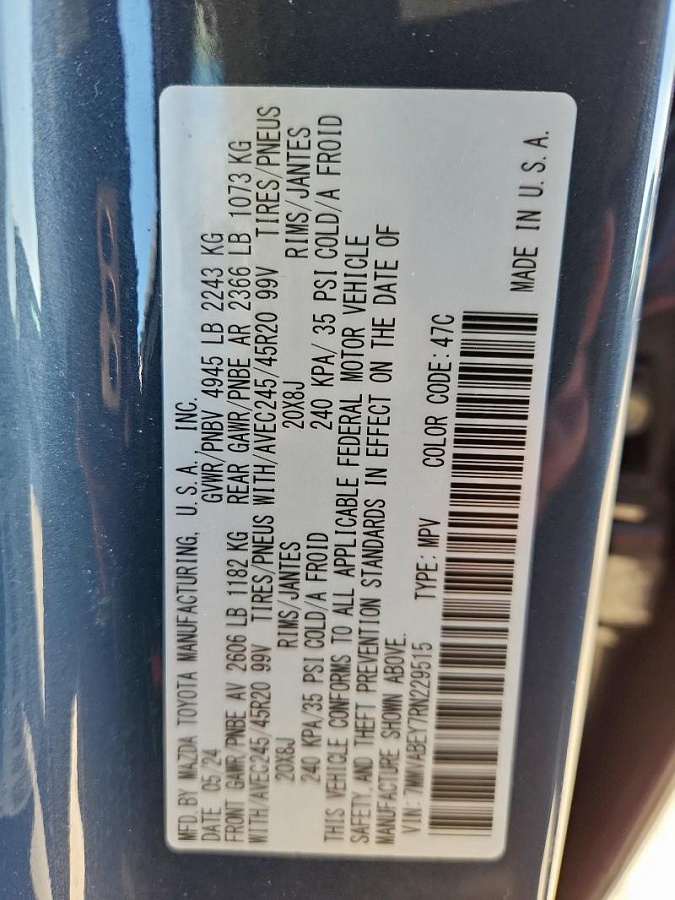 MFD.BY MAZDA TOYOTA MANUFACTURING, U.S.A., INC.
DATE 05/24 GVWR/PNBV 4945 LB 2243 KG
FRONT GAWR/PNBE AV 2606 LB 1182 KG REAR GAWR/PNBE AR 2366 LB 1073 KG
WITH/AVEC245/45R20 99V TIRES/PNEUS WITH/AVEC245/45R20 99V TIRES/PNEUS
20X8J RIMS/JANTES 20X8J RIMS/JANTES
240 KPA/35 PSI COLD/A FROID 240 KPA/ 35 PSI COLD/A FROID
THIS VEHICLE CONFORMS TO ALL APPLICABLE FEDERAL MOTOR VEHICLE
SAFETY,AND THEFT PREVENTION STANDARDS IN EFFECT ON THE DATE OF
MANUFACTURE SHOWN ABOVE.
VIN:7MMVABEY7RN229515 TYPE:MPV COLOR CODE:47C
MADE IN U.S.A.